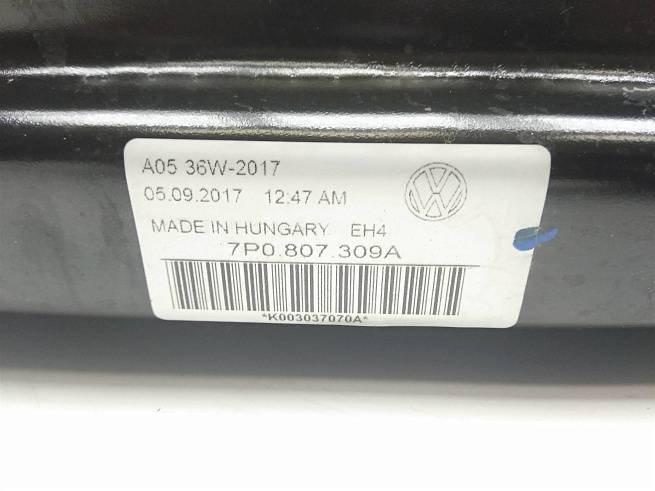 A05 36W-2017
05.09.2017 12:47 AM
MADE IN HUNGARY EH4
7P0.807.309A
*K003037070A*